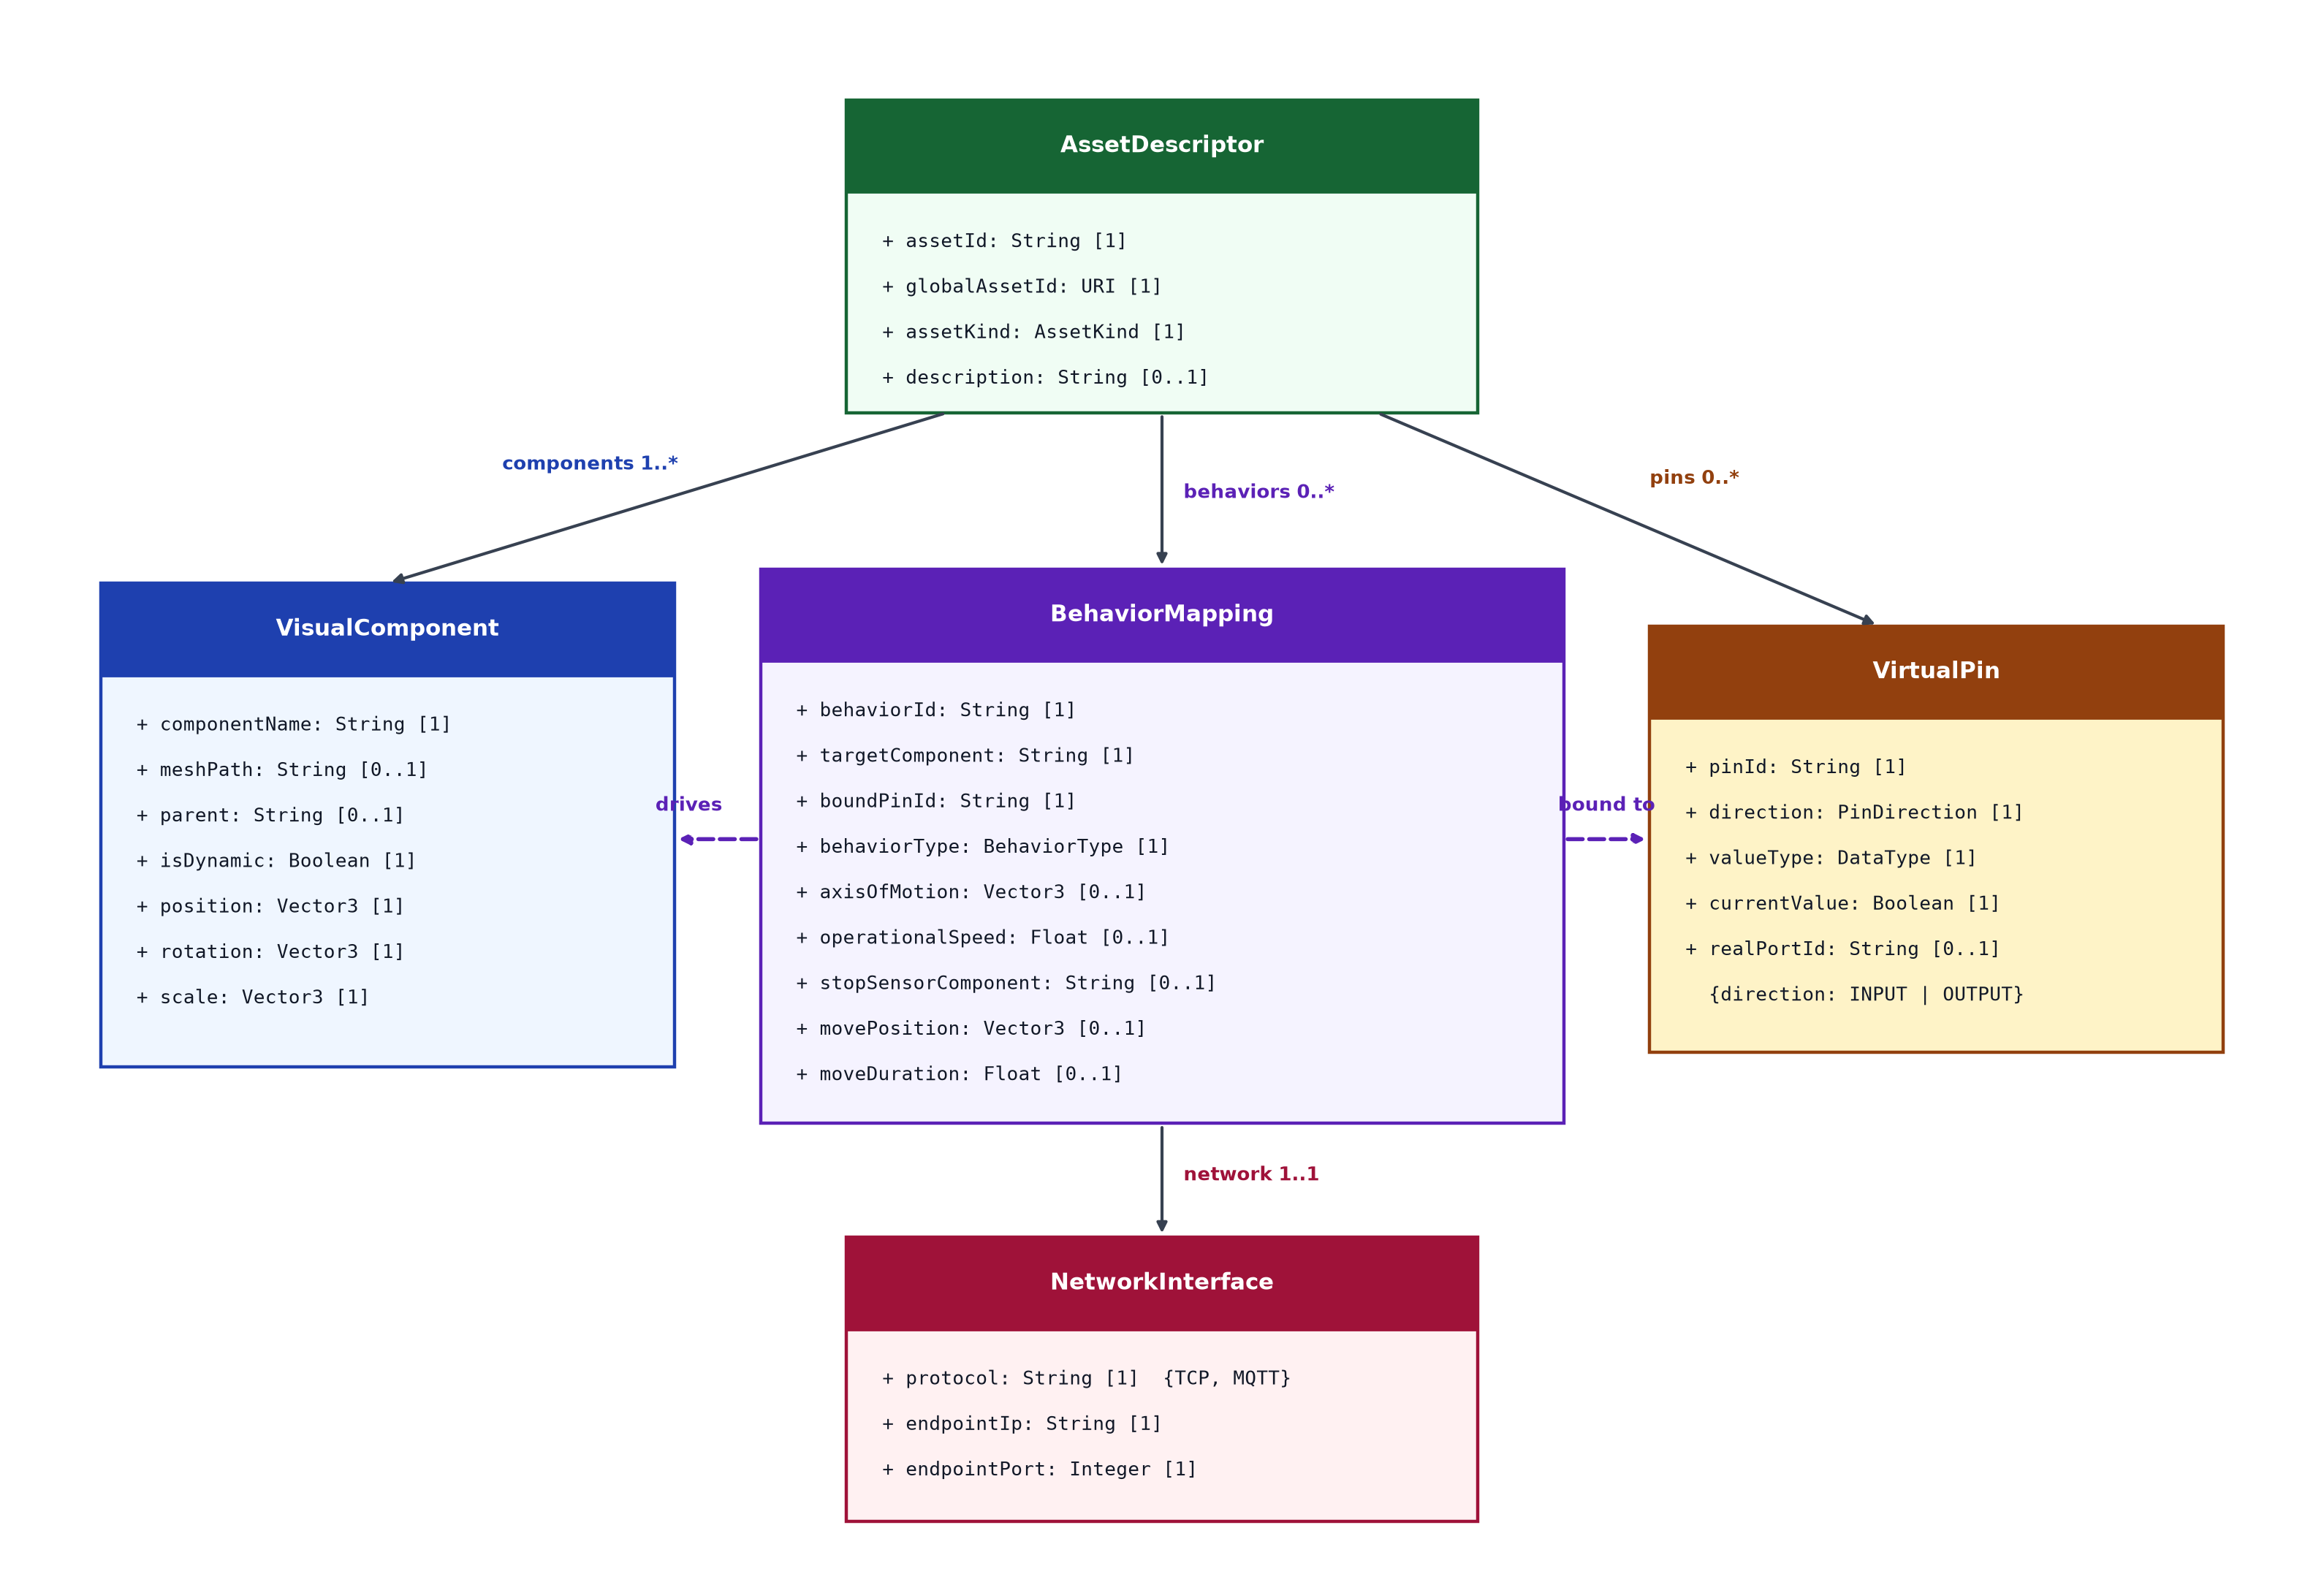 AssetDescriptor
+ assetId: String [1]
+ globalAssetId: URI [1]
+ assetKind: AssetKind [1]
+ description: String [0..1]
components 1..*
behaviors 0..*
pins 0..*
VisualComponent
+ componentName: String [1]
+ meshPath: String [0..1]
+ parent: String [0..1]
+ isDynamic: Boolean [1]
+ position: Vector3 [1]
+ rotation: Vector3 [1]
+ scale: Vector3 [1]
drives
BehaviorMapping
+ behaviorId: String [1]
+ targetComponent: String [1]
+ boundPinId: String [1]
+ behaviorType: BehaviorType [1]
+ axisOfMotion: Vector3 [0..1]
+ operationalSpeed: Float [0..1]
+ stopSensorComponent: String [0..1]
+ movePosition: Vector3 [0..1]
+ moveDuration: Float [0..1]
bound to
VirtualPin
+ pinId: String [1]
+ direction: PinDirection [1]
+ valueType: DataType [1]
+ currentValue: Boolean [1]
+ realPortId: String [0..1]
{direction: INPUT | OUTPUT}
network 1..1
NetworkInterface
+ protocol: String [1]  {TCP, MQTT}
+ endpointIp: String [1]
+ endpointPort: Integer [1]